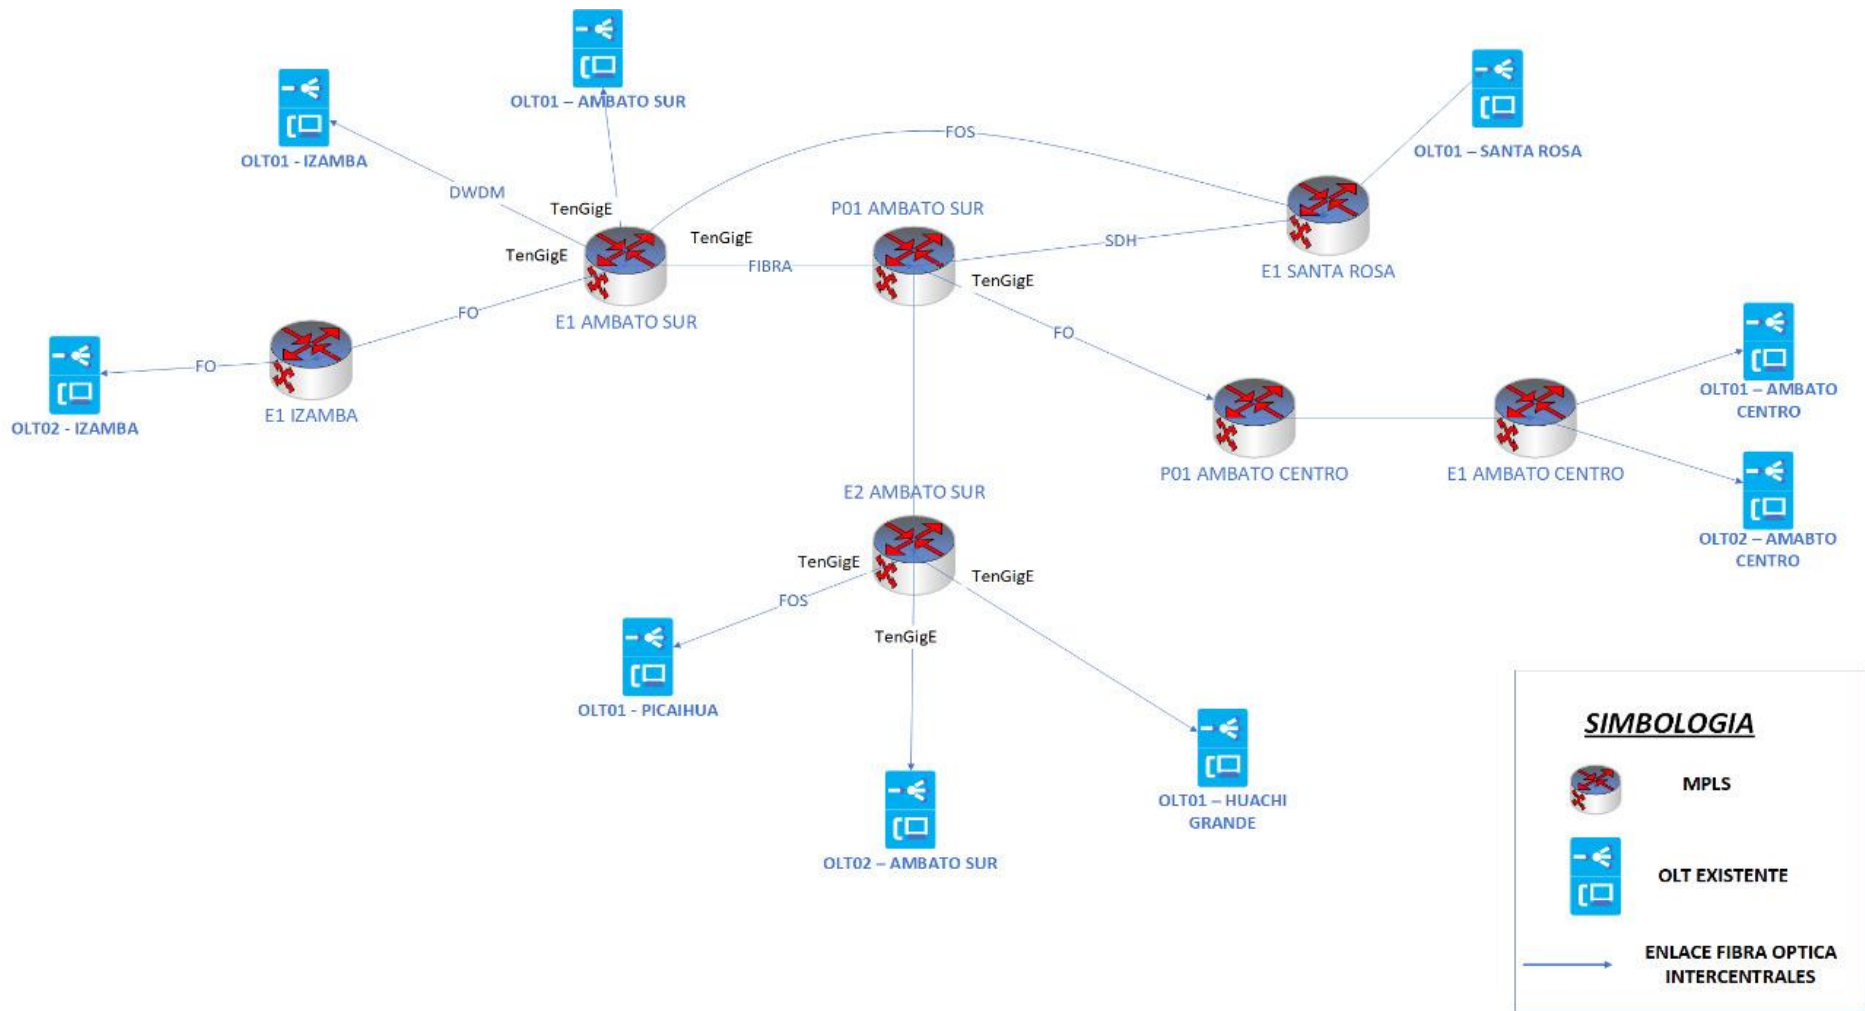 OLT01 – AMBATO SUR
OLT01 - IZAMBA
FOS
OLT01 – SANTA ROSA
DWDM
TenGigE
P01 AMBATO SUR
TenGigE
SDH
TenGigE
FIBRA
E1 SANTA ROSA
TenGigE
E1 AMBATO SUR
FO
FO
FO
E1 IZAMBA
OLT02 - IZAMBA
OLT01 – AMBATO
CENTRO
P01 AMBATO CENTRO
E1 AMBATO CENTRO
E2 AMBATO SUR
OLT02 – AMABTO
CENTRO
TenGigE
TenGigE
FOS
TenGigE
OLT01 - PICAIHUA
OLT01 – HUACHI
GRANDE
OLT02 – AMBATO SUR
SIMBOLOGIA
MPLS
OLT EXISTENTE
ENLACE FIBRA OPTICA
INTERCENTRALES